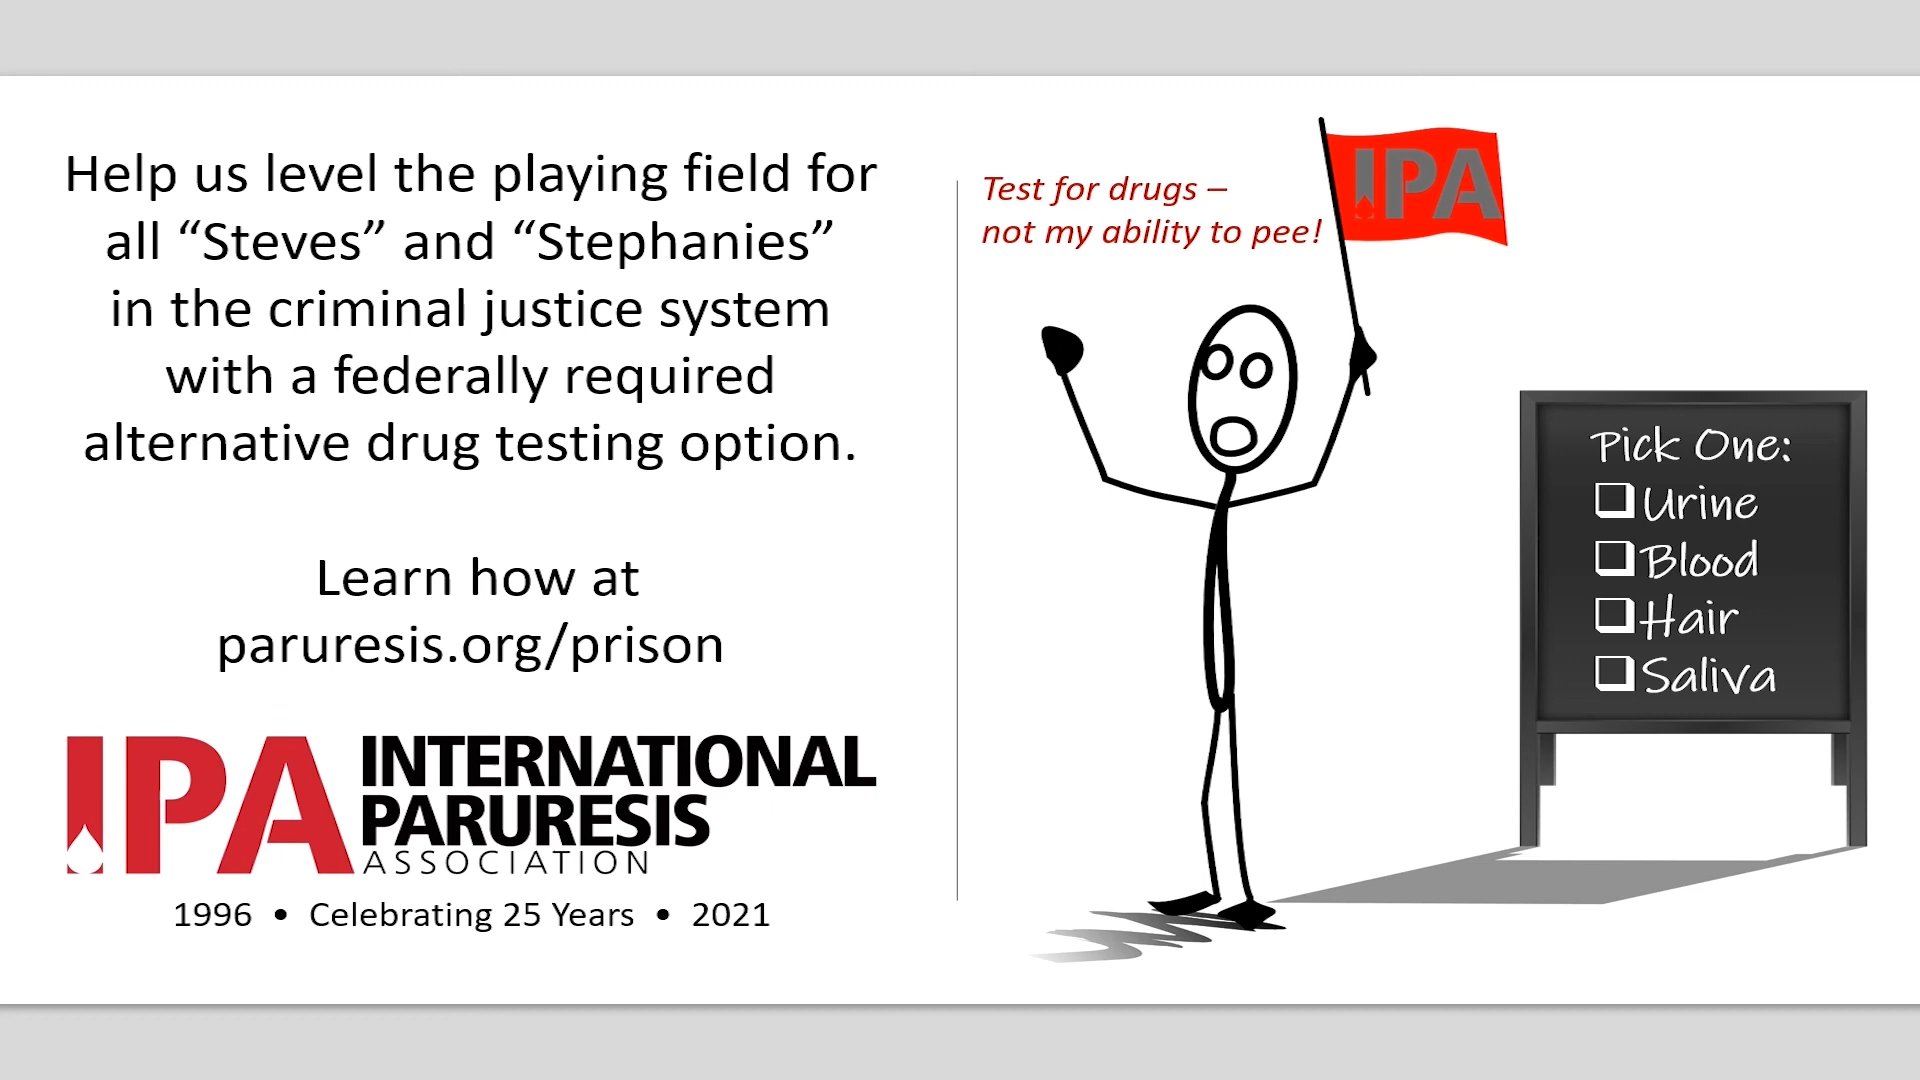 Help us level the playing field for
all “Steves” and “Stephanies”
in the criminal justice system
with a federally required
alternative drug testing option.
Learn how at
paruresis.org/prison
IPA INTERNATIONAL
PARURESIS
ASSOCIATION
1996 • Celebrating 25 Years • 2021
Test for drugs –
not my ability to pee!
IPA
Pick One:
❑ Urine
❑ Blood
❑ Hair
❑ Saliva